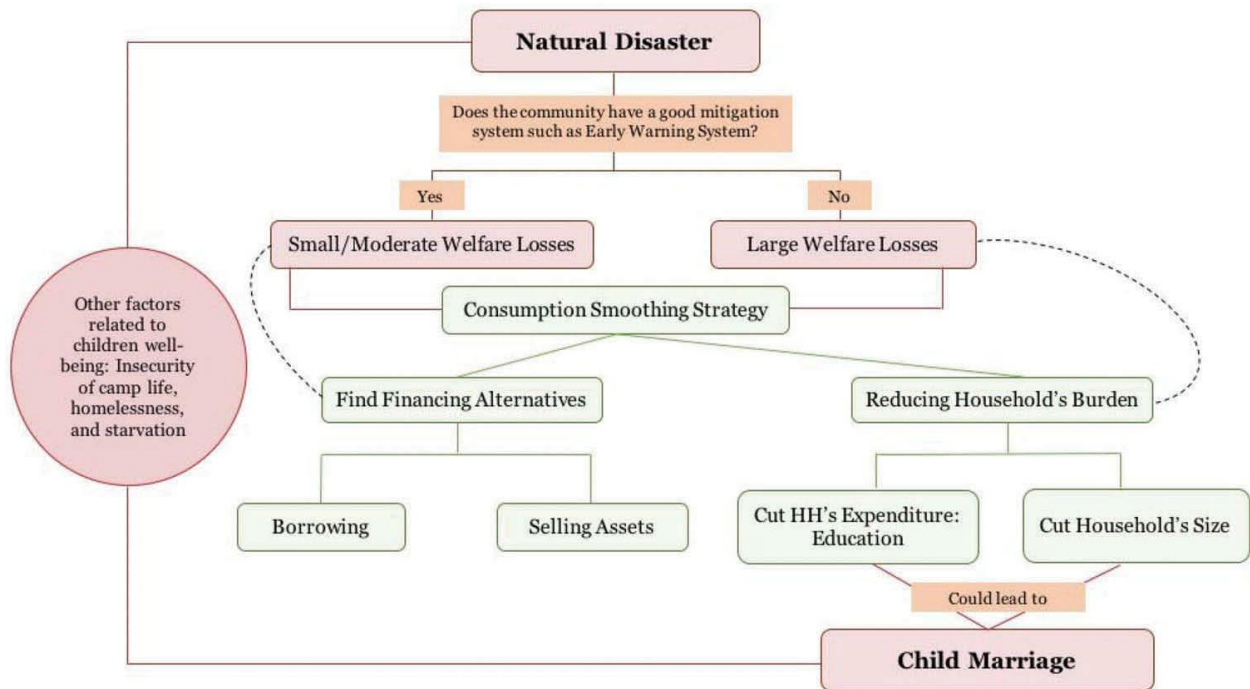 Natural Disaster
Does the community have a good mitigation
system such as Early Warning System?
Yes
No
Small/Moderate Welfare Losses
Large Welfare Losses
Other factors
related to
children well-
being: Insecurity
of camp life,
homelessness,
and starvation
Consumption Smoothing Strategy
Find Financing Alternatives
Reducing Household’s Burden
Borrowing
Selling Assets
Cut HH’s Expenditure:
Education
Cut Household’s Size
Could lead to
Child Marriage